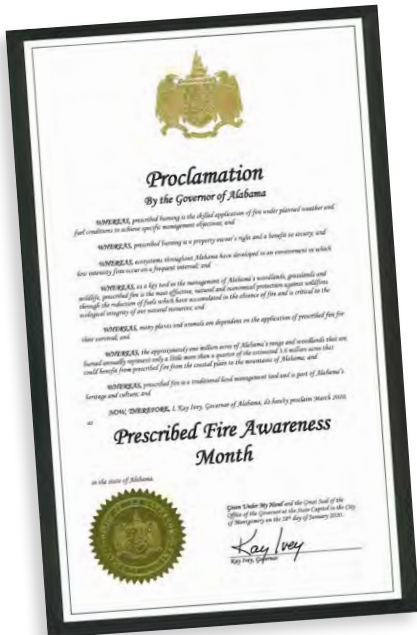 Proclamation
By the Governor of Alabama
WHEREAS, prescribed burning is the skilled application of fire under planned weather and
fuel conditions to achieve specific management objectives; and
WHEREAS, prescribed burning is a property owner's right and a benefit to society; and
WHEREAS, ecosystems throughout Alabama have developed in an environment in which
low intensity fires occur on a frequent interval; and
WHEREAS, as a key tool in the management of Alabama's woodlands, grasslands and
wildlife, prescribed fire is the most effective, natural and economical protection against wildfires
through the reduction of fuels which have accumulated in the absence of fire and is critical to the
ecological integrity of our natural resources; and
WHEREAS, many plants and animals are dependent on the application of prescribed fire for
their survival; and
WHEREAS, the approximately one million acres of Alabama's range and woodlands that are
burned annually represent only a little more than a quarter of the estimated 3.6 million acres that
could benefit from prescribed fire from the coastal plain to the mountains of Alabama; and
WHEREAS, prescribed fire is a traditional land management tool and is part of Alabama's
heritage and culture; and
NOW, THEREFORE, I, Kay Ivey, Governor of Alabama, do hereby proclaim March 2020,
as
Prescribed Fire Awareness
Month
in the state of Alabama.
Given Under My Hand and the Great Seal of the
Office of the Governor at the State Capitol in the City
of Montgomery on the 28th day of January 2020.
Kay Ivey
Kay Ivey, Governor